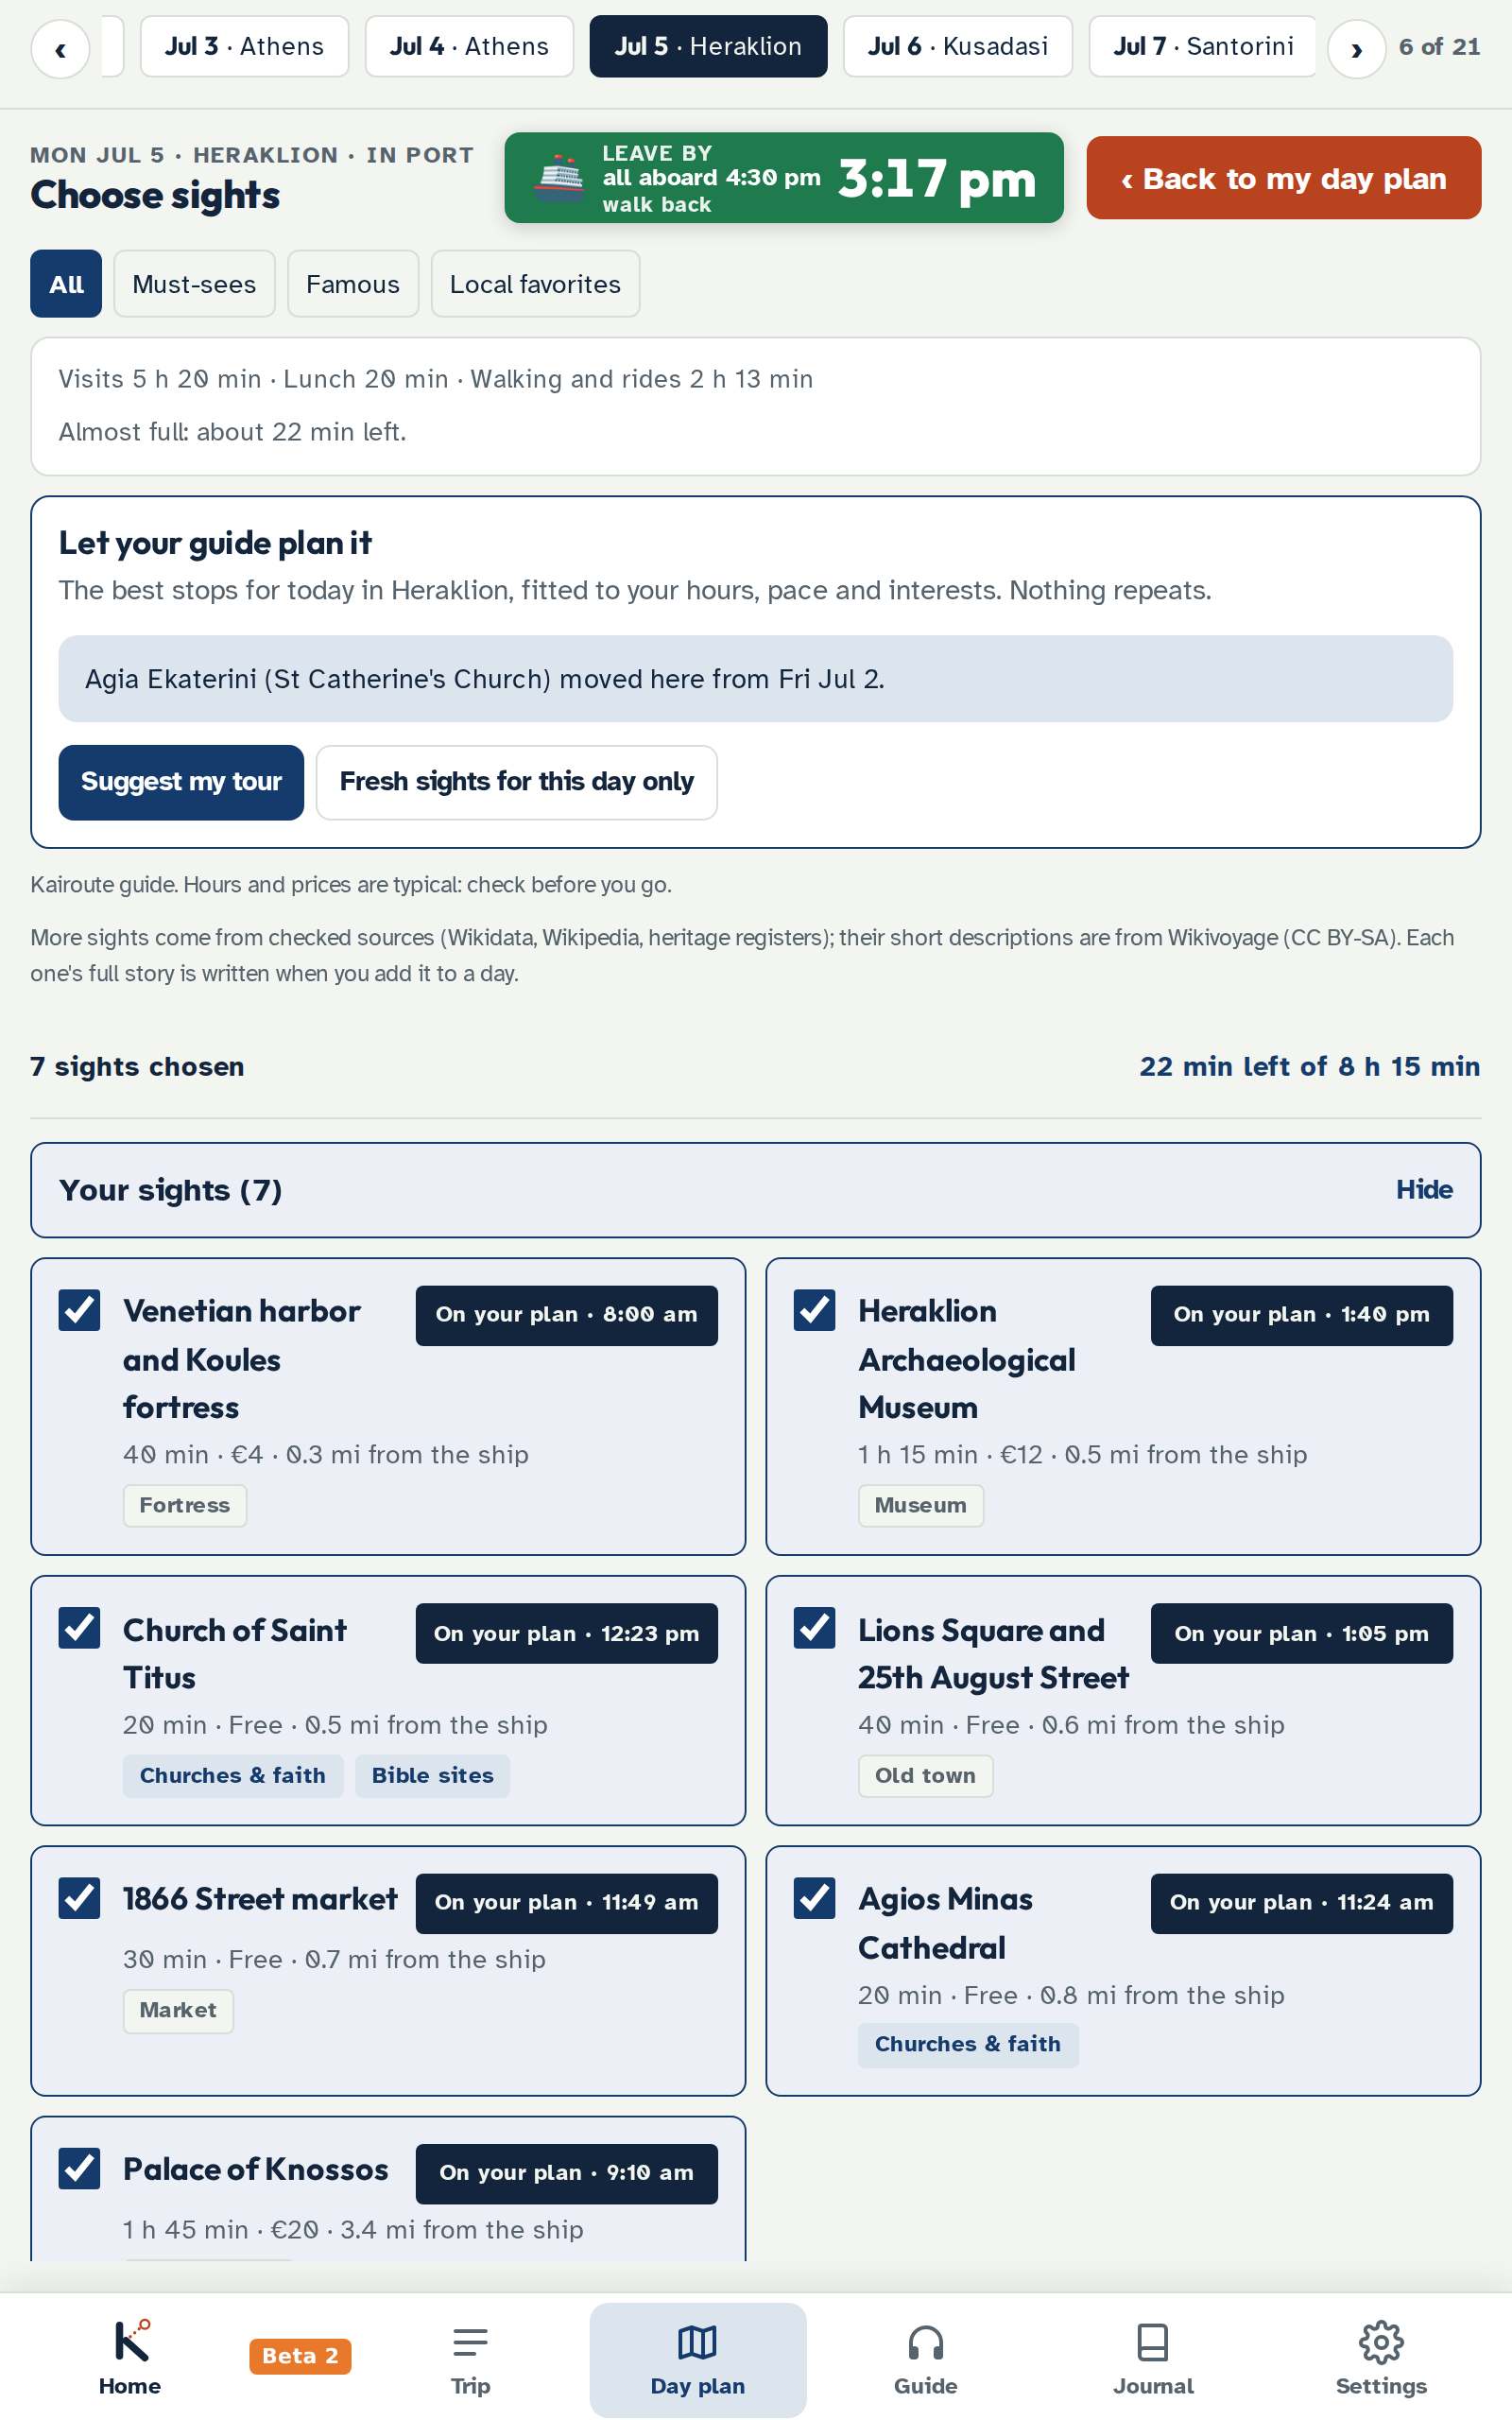 ‹
Jul 3 · Athens
Jul 4 · Athens
Jul 5 · Heraklion
Jul 6 · Kusadasi
Jul 7 · Santorini
›
6 of 21
MON JUL 5 · HERAKLION · IN PORT
Choose sights
LEAVE BY
all aboard 4:30 pm
walk back
3:17 pm
‹ Back to my day plan
All
Must-sees
Famous
Local favorites
Visits 5 h 20 min · Lunch 20 min · Walking and rides 2 h 13 min
Almost full: about 22 min left.
Let your guide plan it
The best stops for today in Heraklion, fitted to your hours, pace and interests. Nothing repeats.
Agia Ekaterini (St Catherine's Church) moved here from Fri Jul 2.
Suggest my tour
Fresh sights for this day only
Kairoute guide. Hours and prices are typical: check before you go.
More sights come from checked sources (Wikidata, Wikipedia, heritage registers); their short descriptions are from Wikivoyage (CC BY-SA). Each
one's full story is written when you add it to a day.
7 sights chosen
22 min left of 8 h 15 min
Your sights (7)
Hide
Venetian harbor
and Koules
fortress
On your plan · 8:00 am
40 min · €4 · 0.3 mi from the ship
Fortress
Heraklion
Archaeological
Museum
On your plan · 1:40 pm
1 h 15 min · €12 · 0.5 mi from the ship
Museum
Church of Saint
Titus
On your plan · 12:23 pm
20 min · Free · 0.5 mi from the ship
Churches & faith
Bible sites
Lions Square and
25th August Street
On your plan · 1:05 pm
40 min · Free · 0.6 mi from the ship
Old town
1866 Street market
On your plan · 11:49 am
30 min · Free · 0.7 mi from the ship
Market
Agios Minas
Cathedral
On your plan · 11:24 am
20 min · Free · 0.8 mi from the ship
Churches & faith
Palace of Knossos
On your plan · 9:10 am
1 h 45 min · €20 · 3.4 mi from the ship
Home
Beta 2
Trip
Day plan
Guide
Journal
Settings